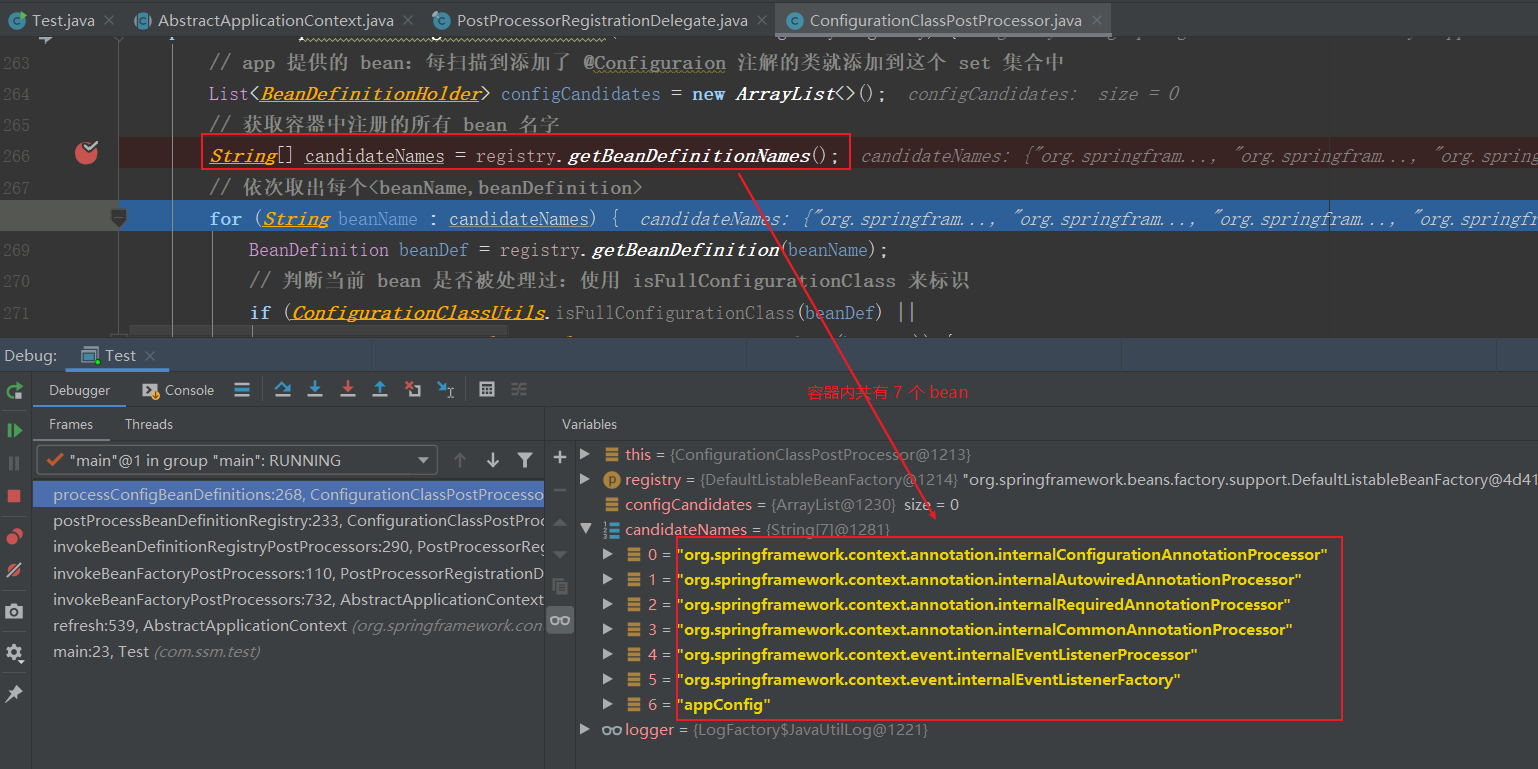 Test.java AbstractApplicationContext.java PostProcessorRegistrationDelegate.java ConfigurationClassPostProcessor.java
263 // app 提供的 bean：每扫描到添加了 @Configuraion 注解的类就添加到这个 set 集合中
264 List<BeanDefinitionHolder> configCandidates = new ArrayList<>(); configCandidates: size = 0
265 // 获取容器中注册的所有 bean 名字
266 String[] candidateNames = registry.getBeanDefinitionNames(); candidateNames: {"org.springfram..., "org.springfram..., "org.spring
267 // 依次取出每个<beanName,beanDefinition>
for (String beanName : candidateNames) { candidateNames: {"org.springfram..., "org.springfram..., "org.springfram..., "org.springfr
269 BeanDefinition beanDef = registry.getBeanDefinition(beanName);
270 // 判断当前 bean 是否被处理过：使用 isFullConfigurationClass 来标识
271 if (ConfigurationClassUtils.isFullConfigurationClass(beanDef) ||
Debug: Test
Debugger Console
容器内共有 7 个 bean
Frames Threads
Variables
"main"@1 in group "main": RUNNING
processConfigBeanDefinitions:268, ConfigurationClassPostProcesso
postProcessBeanDefinitionRegistry:233, ConfigurationClassPostProc
invokeBeanDefinitionRegistryPostProcessors:290, PostProcessorReg
invokeBeanFactoryPostProcessors:110, PostProcessorRegistrationD
invokeBeanFactoryPostProcessors:732, AbstractApplicationContext
refresh:539, AbstractApplicationContext (org.springframework.con
main:23, Test (com.ssm.test)
this = {ConfigurationClassPostProcessor@1213}
registry = {DefaultListableBeanFactory@1214} "org.springframework.beans.factory.support.DefaultListableBeanFactory@4d41
configCandidates = {ArrayList@1230} size = 0
candidateNames = {String[7]@1281}
0 = "org.springframework.context.annotation.internalConfigurationAnnotationProcessor"
1 = "org.springframework.context.annotation.internalAutowiredAnnotationProcessor"
2 = "org.springframework.context.annotation.internalRequiredAnnotationProcessor"
3 = "org.springframework.context.annotation.internalCommonAnnotationProcessor"
4 = "org.springframework.context.event.internalEventListenerProcessor"
5 = "org.springframework.context.event.internalEventListenerFactory"
6 = "appConfig"
logger = {LogFactory$JavaUtilLog@1221}